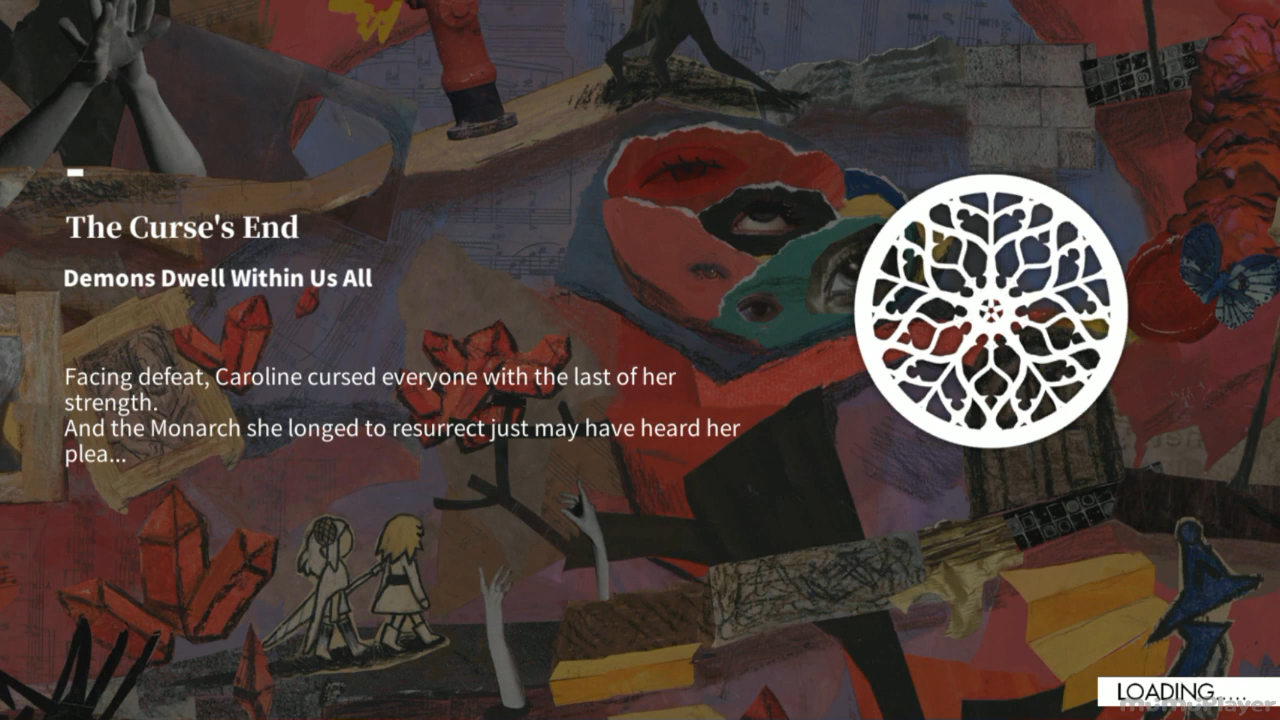 The Curse's End
Demons Dwell Within Us All
Facing defeat, Caroline cursed everyone with the last of her
strength.
And the Monarch she longed to resurrect just may have heard her
plea...
LOADING.....
MuMuPlayer